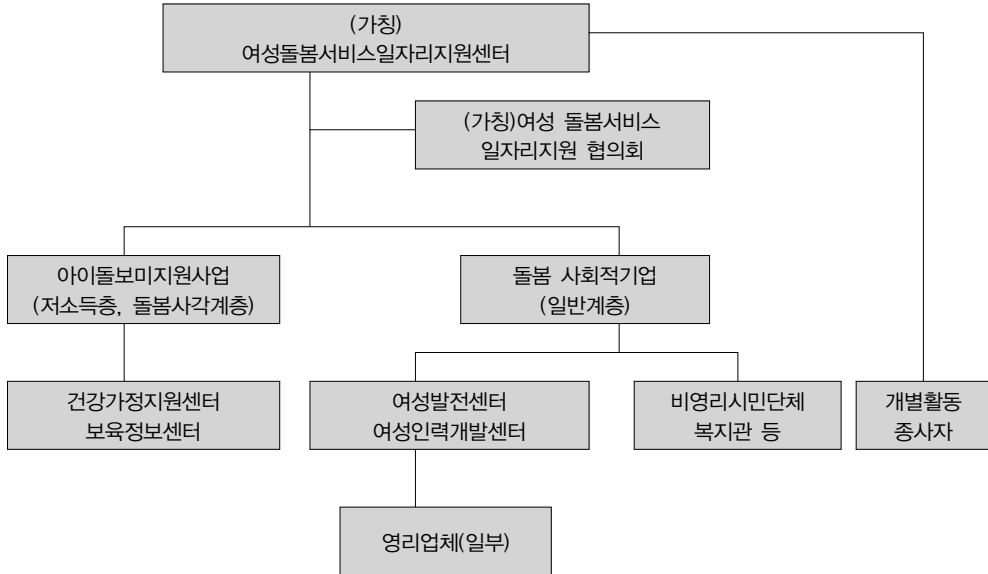 (가칭)
여성돌봄서비스일자리지원센터
(가칭)여성 돌봄서비스
일자리지원 협의회
아이돌보미지원사업
(저소득층, 돌봄사각계층)
돌봄 사회적기업
(일반계층)
건강가정지원센터
보육정보센터
여성발전센터
여성인력개발센터
비영리시민단체
복지관 등
개별활동
종사자
영리업체(일부)